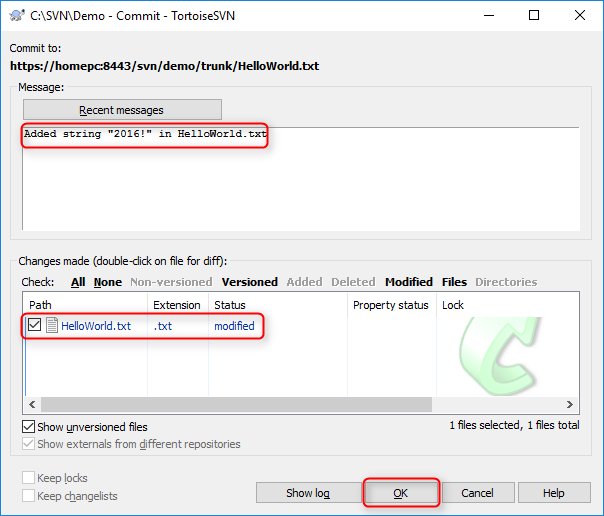 C:\SVN\Demo - Commit - TortoiseSVN
Commit to:
https://homepc:8443/svn/demo/trunk/HelloWorld.txt
Message:
Recent messages
Added string "2016!" in HelloWorld.txt
Changes made (double-click on file for diff):
Check: All None Non-versioned Versioned Added Deleted Modified Files Directories
Path Extension Status Property status Lock
HelloWorld.txt .txt modified
Show unversioned files 1 files selected, 1 files total
Show externals from different repositories
Keep locks
Keep changelists
Show log OK Cancel Help